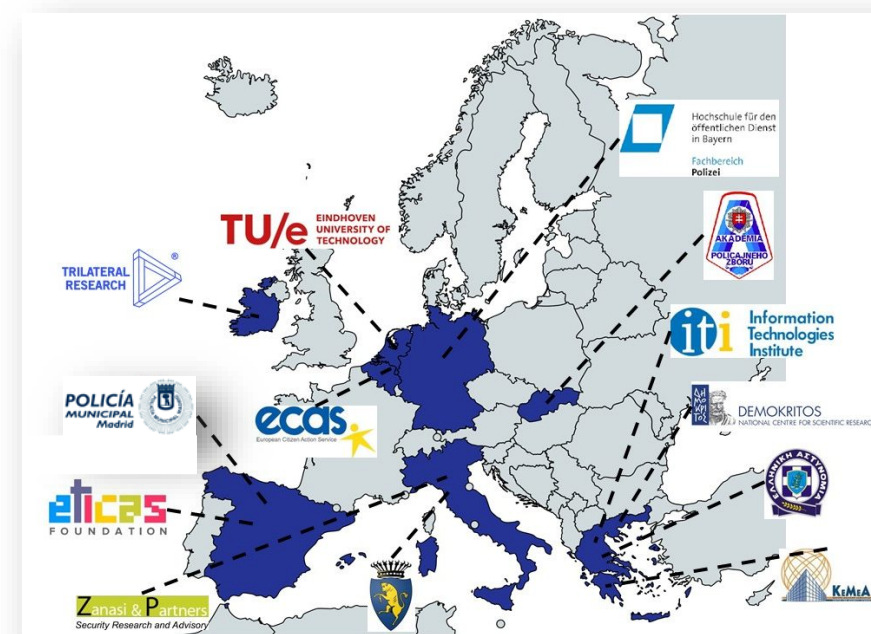 Hochschule für den
öffentlichen Dienst
in Bayern
Fachbereich
Polizei
TU/e EINDHOVEN
UNIVERSITY OF
TECHNOLOGY
AKADÉMIA
POLICAJNÉHO
ZBORU
TRILATERAL ®
RESEARCH
iti Information
Technologies
Institute
POLICÍA
MUNICIPAL
Madrid
ecas
European Citizen Action Service
ΔΗΜΟΚΡΙΤΟΣ
DEMOKRITOS
NATIONAL CENTRE FOR SCIENTIFIC RESEARCH
ΕΛΛΗΝΙΚΗ ΑΣΤΥΝΟΜΙΑ
eticas
FOUNDATION
KEMEA
Zanasi & Partners
Security Research and Advisory